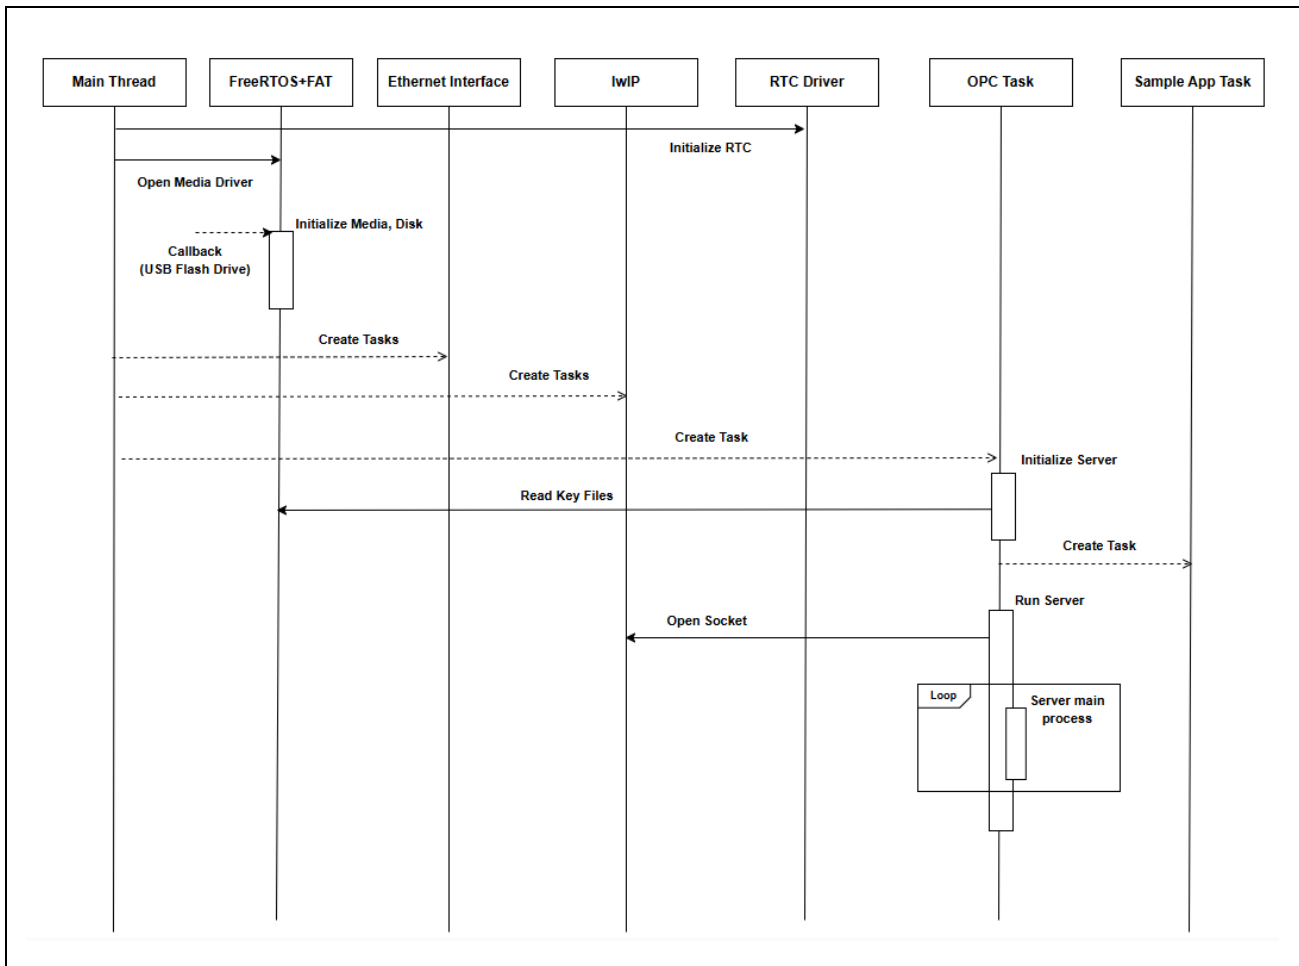 Main Thread
FreeRTOS+FAT
Ethernet Interface
lwIP
RTC Driver
OPC Task
Sample App Task
Initialize RTC
Open Media Driver
Initialize Media, Disk
Callback
(USB Flash Drive)
Create Tasks
Create Tasks
Create Task
Initialize Server
Read Key Files
Create Task
Run Server
Open Socket
Loop
Server main
process